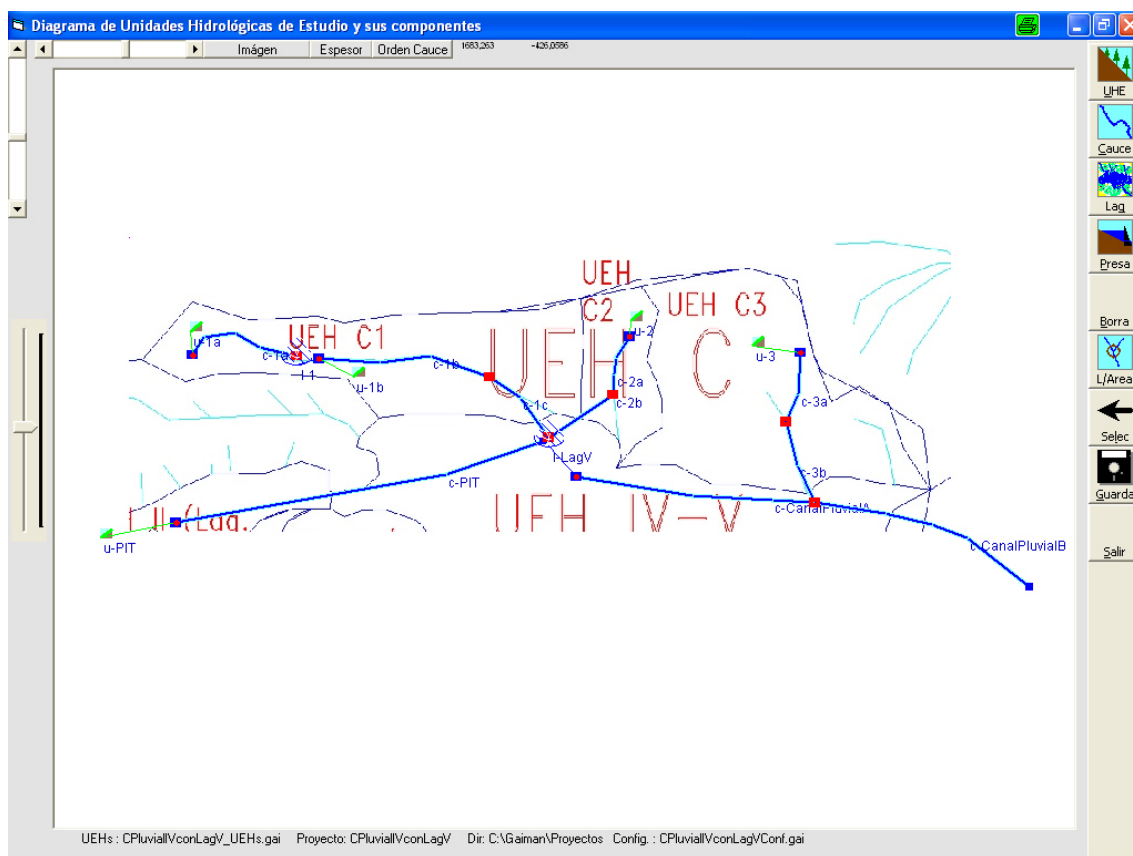 Diagrama de Unidades Hidrológicas de Estudio y sus componentes
Imágen Espesor Orden Cauce 1683,263 -426,0586
UHE
Cauce
Lag
Presa
Borra
L/Area
Selec
Guarda
Salir
UEH
C2
UEH C3
UEH C1
UEH C
u-1a
c-1a
l-1
u-1b
c-1b
c-1c
u-2
c-2a
c-2b
u-3
c-3a
c-3b
l-LagV
c-PIT
u-PIT
(Lag.
UEH IV-V
c-CanalPluvialA
c-CanalPluvialB
UEHs : CPluvialIVconLagV_UEHs.gai Proyecto: CPluvialIVconLagV Dir: C:\Gaiman\Proyectos Config. : CPluvialIVconLagVConf.gai